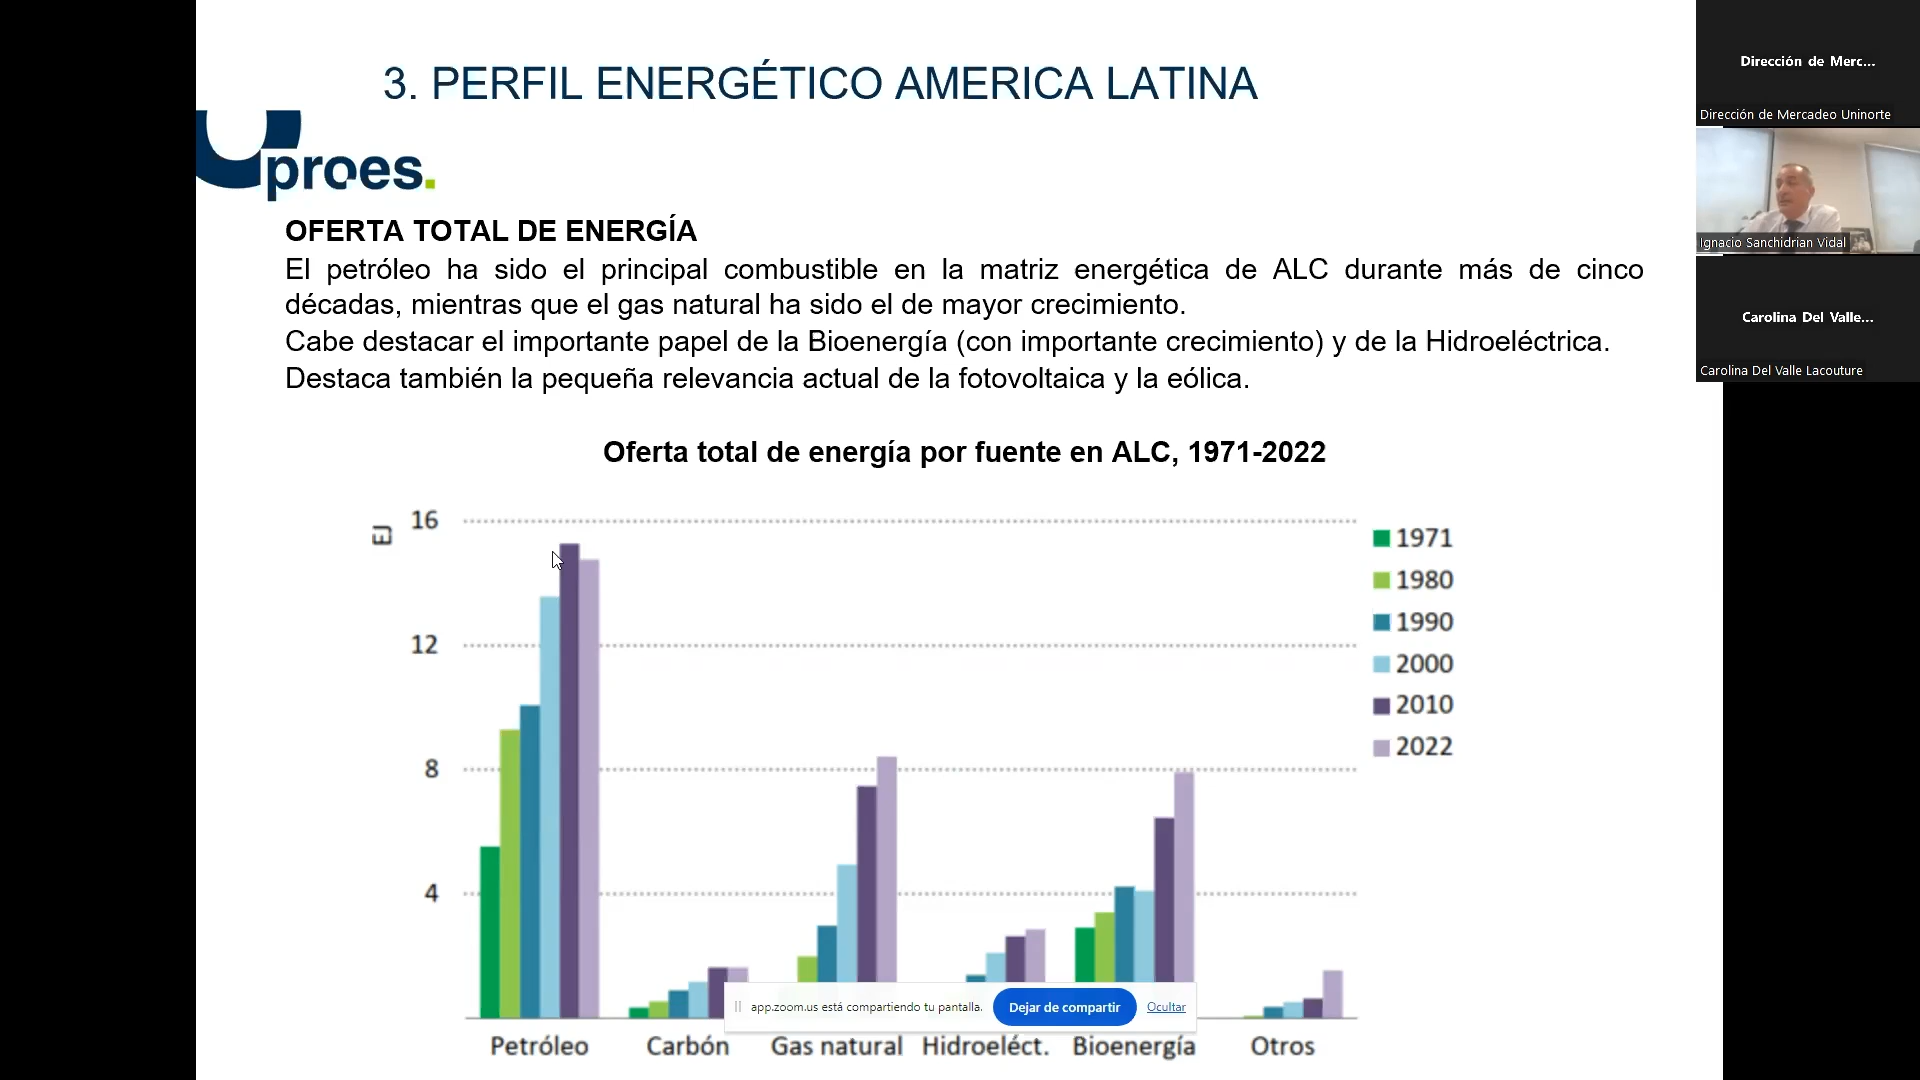 3. PERFIL ENERGÉTICO AMERICA LATINA
Uproes.
OFERTA TOTAL DE ENERGÍA
El petróleo ha sido el principal combustible en la matriz energética de ALC durante más de cinco
décadas, mientras que el gas natural ha sido el de mayor crecimiento.
Cabe destacar el importante papel de la Bioenergía (con importante crecimiento) y de la Hidroeléctrica.
Destaca también la pequeña relevancia actual de la fotovoltaica y la eólica.
Oferta total de energía por fuente en ALC, 1971-2022
EJ
16
12
8
4
1971
1980
1990
2000
2010
2022
Petróleo
Carbón
Gas natural
Hidroeléct.
Bioenergía
Otros
app.zoom.us está compartiendo tu pantalla.
Dejar de compartir
Ocultar
Dirección de Merc...
Dirección de Mercadeo Uninorte
Ignacio Sanchidrian Vidal
Carolina Del Valle...
Carolina Del Valle Lacouture